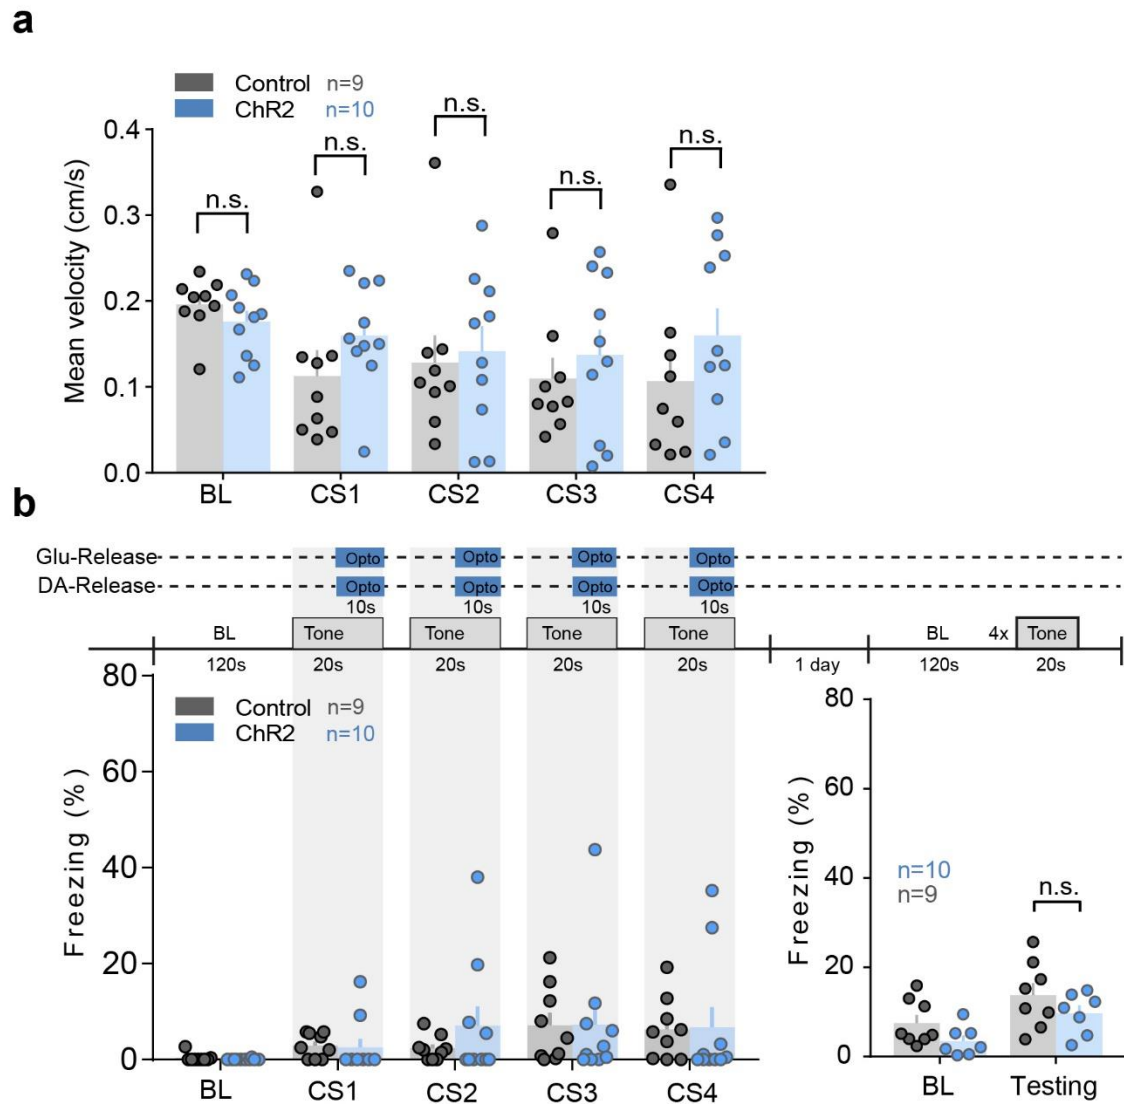 a
Control n=9
ChR2 n=10
n.s. n.s. n.s. n.s. n.s.
Mean velocity (cm/s)
0.4
0.3
0.2
0.1
0.0
BL CS1 CS2 CS3 CS4
b
Glu-Release Opto Opto Opto Opto
DA-Release Opto Opto Opto Opto
10s 10s 10s 10s
BL Tone Tone Tone Tone BL 4x Tone
120s 20s 20s 20s 20s 1 day 120s 20s
Control n=9
ChR2 n=10
Freezing (%)
80
60
40
20
0
BL CS1 CS2 CS3 CS4
Freezing (%)
80
60
40
20
0
n=10
n=9
n.s.
BL Testing